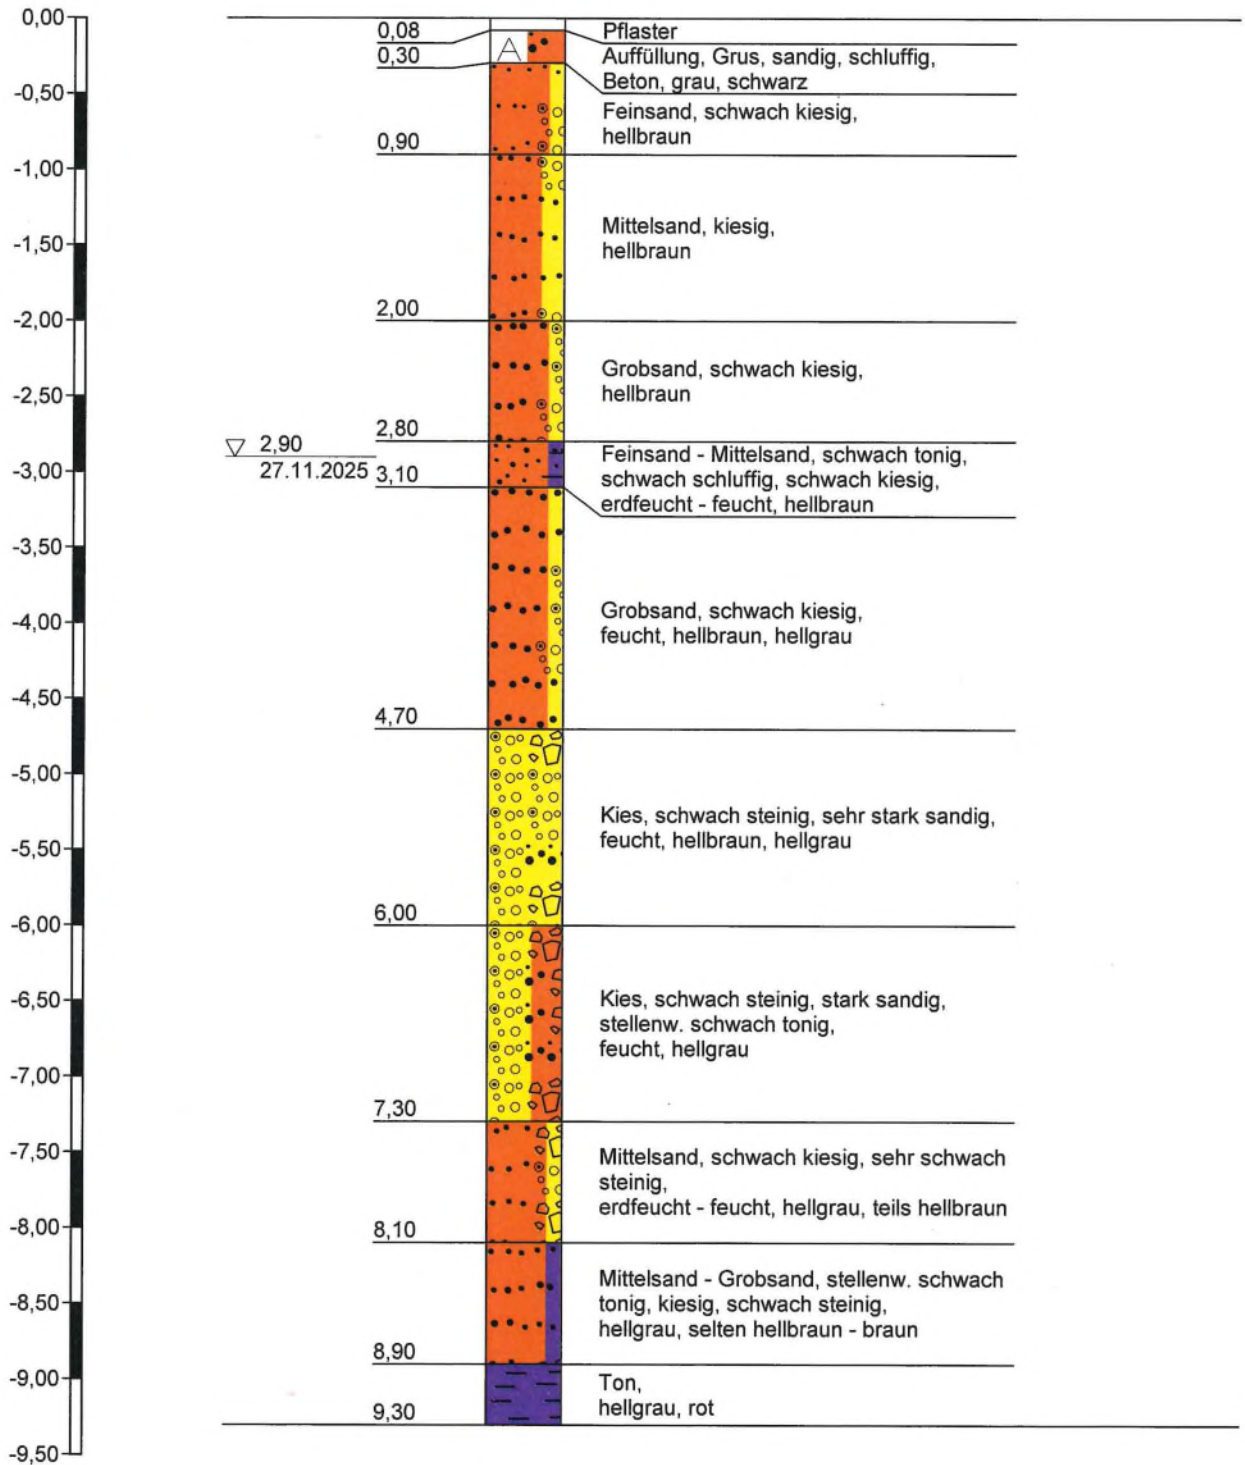 0,00
0,08
Pflaster
A
0,30
Auffüllung, Grus, sandig, schluffig,
Beton, grau, schwarz
-0,50
Feinsand, schwach kiesig,
hellbraun
0,90
-1,00
Mittelsand, kiesig,
hellbraun
-1,50
2,00
-2,00
Grobsand, schwach kiesig,
hellbraun
-2,50
2,80
2,90
27.11.2025
-3,00
3,10
Feinsand - Mittelsand, schwach tonig,
schwach schluffig, schwach kiesig,
erdfeucht - feucht, hellbraun
-3,50
Grobsand, schwach kiesig,
feucht, hellbraun, hellgrau
-4,00
-4,50
4,70
-5,00
Kies, schwach steinig, sehr stark sandig,
feucht, hellbraun, hellgrau
-5,50
6,00
-6,00
Kies, schwach steinig, stark sandig,
stellenw. schwach tonig,
feucht, hellgrau
-6,50
-7,00
7,30
-7,50
Mittelsand, schwach kiesig, sehr schwach
steinig,
erdfeucht - feucht, hellgrau, teils hellbraun
-8,00
8,10
Mittelsand - Grobsand, stellenw. schwach
tonig, kiesig, schwach steinig,
hellgrau, selten hellbraun - braun
-8,50
8,90
-9,00
Ton,
hellgrau, rot
9,30
-9,50